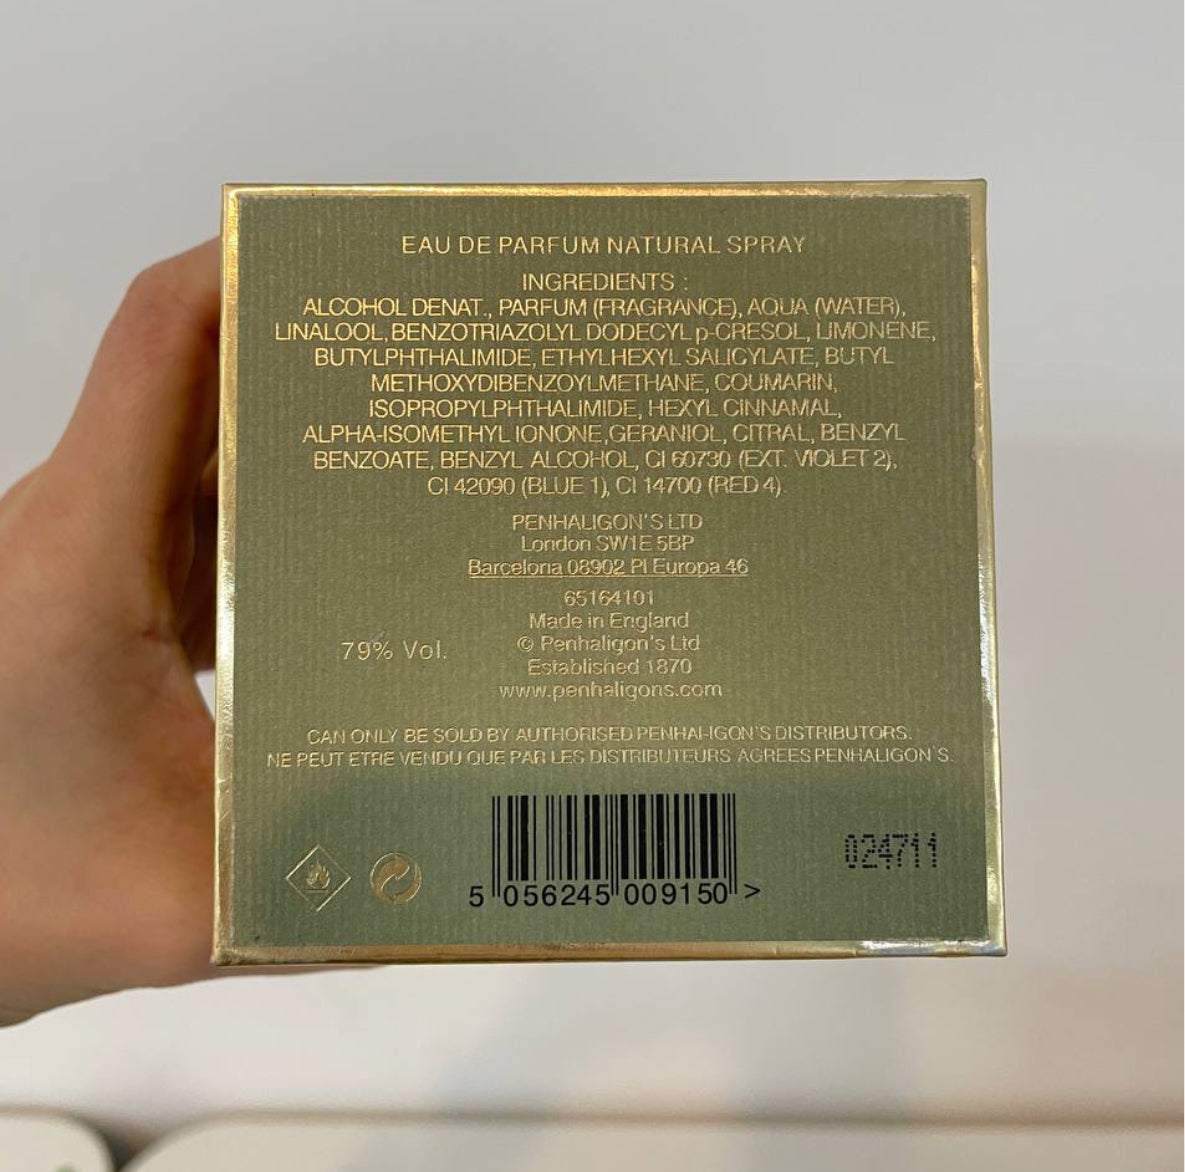 EAU DE PARFUM NATURAL SPRAY
INGREDIENTS :
ALCOHOL DENAT., PARFUM (FRAGRANCE), AQUA (WATER),
LINALOOL, BENZOTRIAZOLYL DODECYL p-CRESOL, LIMONENE,
BUTYLPHTHALIMIDE, ETHYLHEXYL SALICYLATE, BUTYL
METHOXYDIBENZOYLMETHANE, COUMARIN,
ISOPROPYLPHTHALIMIDE, HEXYL CINNAMAL,
ALPHA-ISOMETHYL IONONE,GERANIOL, CITRAL, BENZYL
BENZOATE, BENZYL ALCOHOL, CI 60730 (EXT. VIOLET 2),
CI 42090 (BLUE 1), CI 14700 (RED 4).
PENHALIGON'S LTD
London SW1E 5BP
Barcelona 08902 Pl Europa 46
65164101
Made in England
79% Vol.
© Penhaligon's Ltd
Established 1870
www.penhaligons.com
CAN ONLY BE SOLD BY AUTHORISED PENHALIGON'S DISTRIBUTORS.
NE PEUT ETRE VENDU QUE PAR LES DISTRIBUTEURS AGREES PENHALIGON'S.
024711
5 056245 009150 >